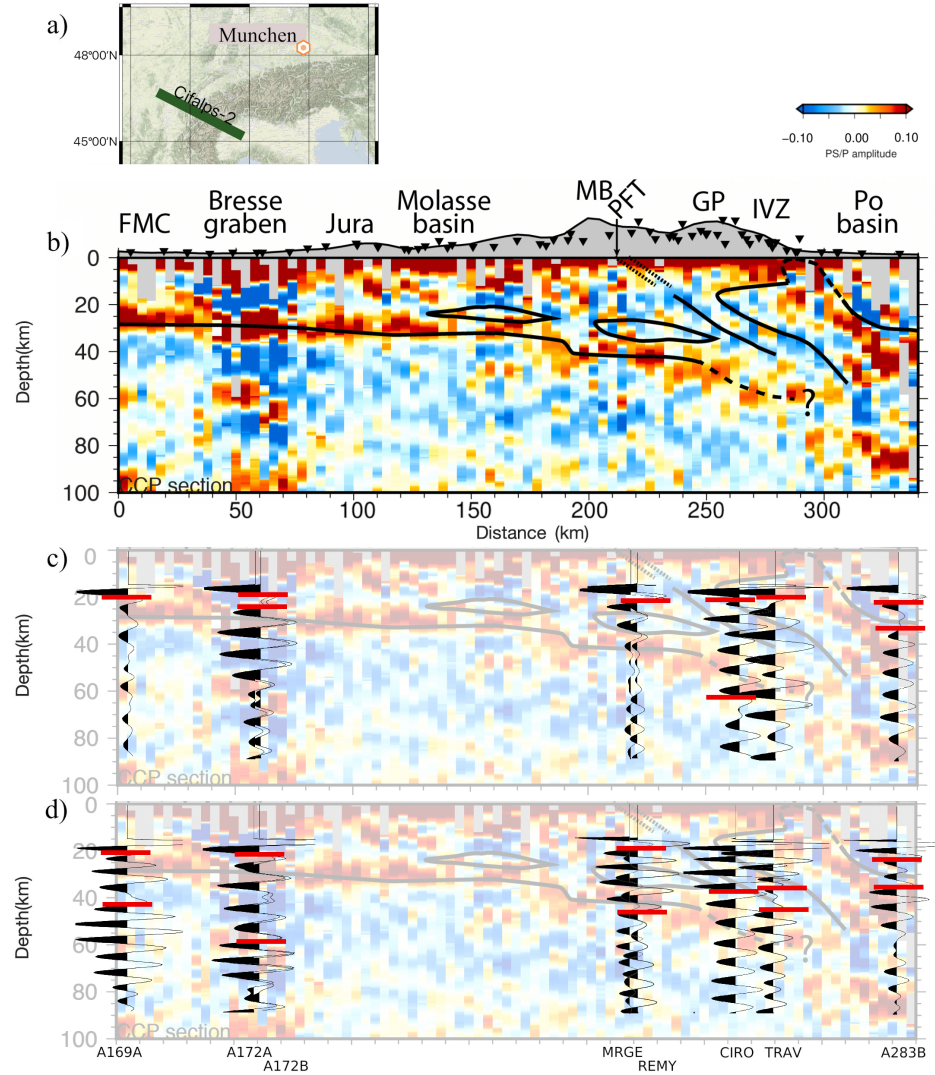 a)
Munchen
48°00'N
Cifalps-2
45°00'N
−0.10 0.00 0.10
PS/P amplitude
b)
FMC Bresse graben Jura Molasse basin MB PFT GP IVZ Po basin
0
20
40
60
80
100
Depth(km)
?
CCP section
0 50 100 150 200 250 300
Distance (km)
c)
0
20
40
60
80
100
Depth(km)
?
CCP section
d)
0
20
40
60
80
100
Depth(km)
?
CCP section
A169A A172A MRGE CIRO TRAV A283B
A172B REMY